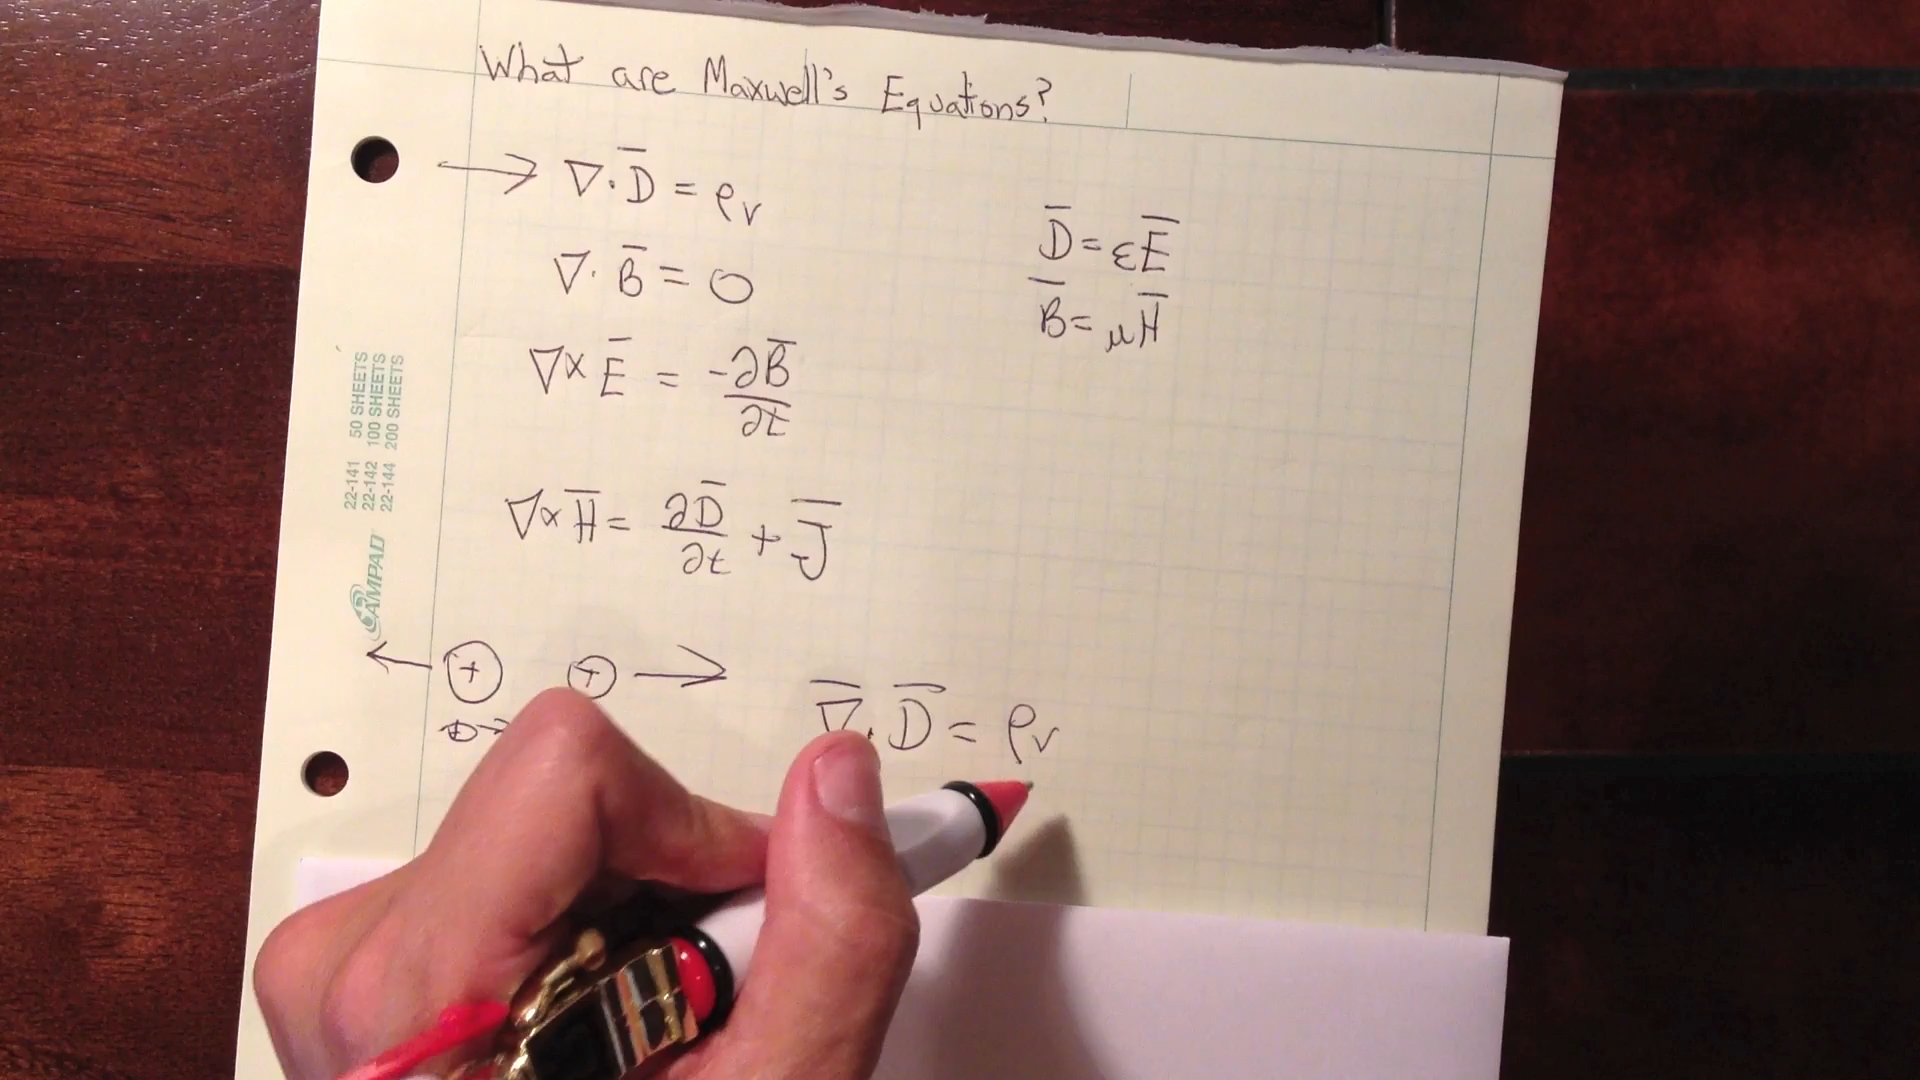 What are Maxwell's Equations?
→ ∇·D̅ = ρv
∇·B̅ = 0
∇×E̅ = -∂B̅/∂t
∇×H̅ = ∂D̅/∂t + J̅
D̅ = εE̅
B̅ = μH̅
← + + →
D→
∇̅·D̅ = ρv
22-141 50 SHEETS
22-142 100 SHEETS
22-144 200 SHEETS
AMPAD